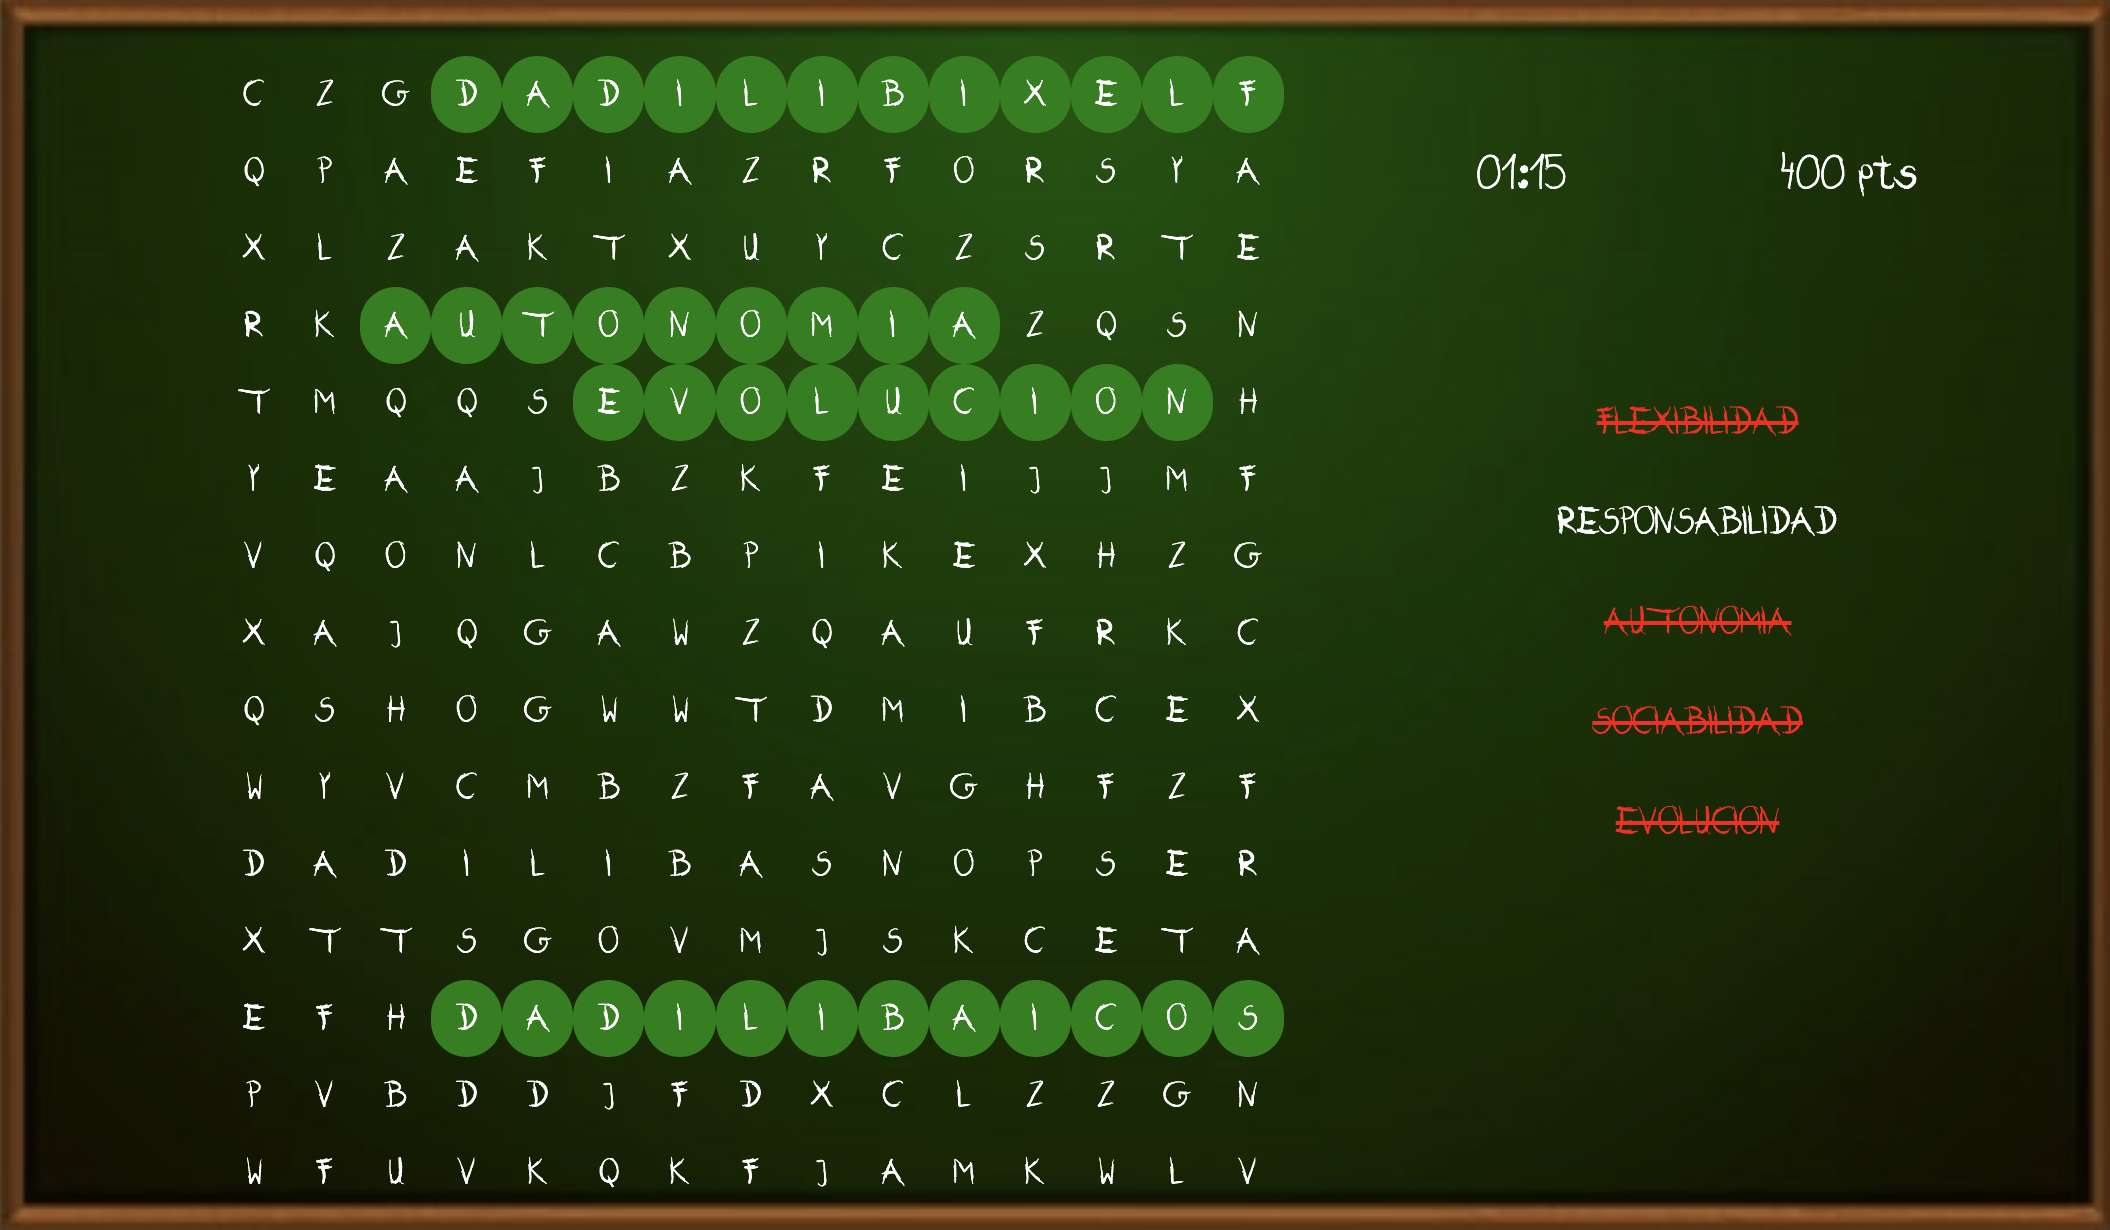 C Z G D A D I L I B I X E L F
Q P A E F I A Z R F O R S Y A
01:15 400 pts
X L Z A K T X U Y C Z S R T E
R K A U T O N O M I A Z Q S N
T M Q Q S E V O L U C I O N H
FLEXIBILIDAD
Y E A A J B Z K F E I J J M F
RESPONSABILIDAD
V Q O N L C B P I K E X H Z G
X A J Q G A W Z Q A U F R K C
AUTONOMIA
Q S H O G W W T D M I B C E X
SOCIABILIDAD
W Y V C M B Z F A V G H F Z F
EVOLUCION
D A D I L I B A S N O P S E R
X T T S G O V M J S K C E T A
E F H D A D I L I B A I C O S
P V B D D J F D X C L Z Z G N
W F U V K Q K F J A M K W L V